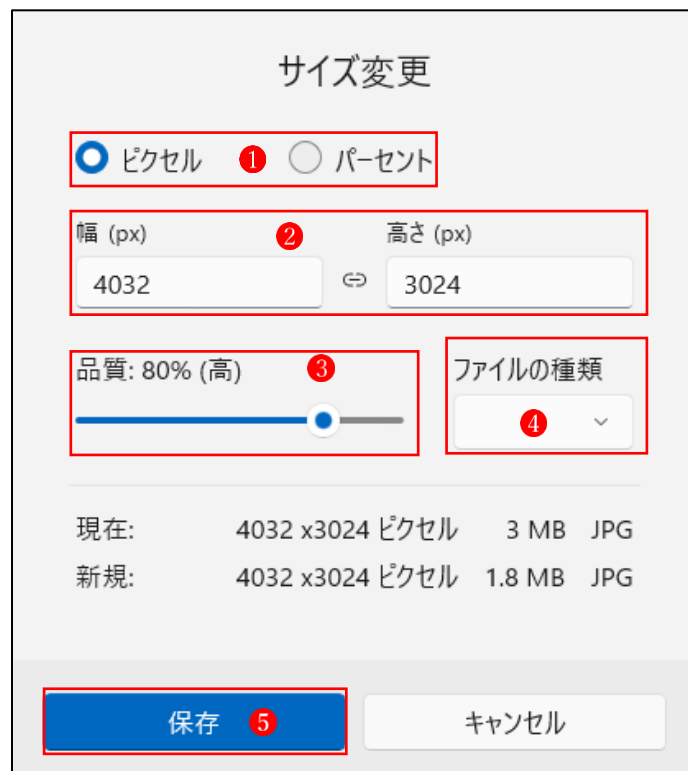 サイズ変更
ピクセル ❶ パーセント
幅 (px) ❷ 高さ (px)
4032 3024
品質: 80% (高) ❸ ファイルの種類
❹
現在: 4032 x3024 ピクセル 3 MB JPG
新規: 4032 x3024 ピクセル 1.8 MB JPG
保存 ❺ キャンセル